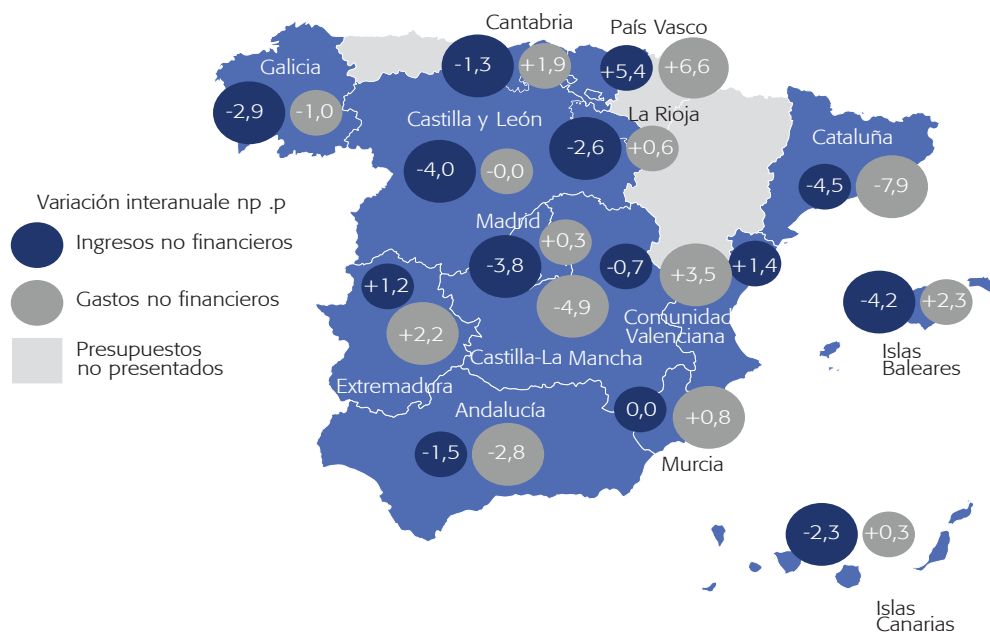 Cantabria
País Vasco
-1,3
+1,9
+5,4
+6,6
Galicia
-2,9
-1,0
Castilla y León
La Rioja
-2,6
+0,6
-4,0
-0,0
Cataluña
-4,5
-7,9
Variación interanuale np .p
Ingresos no financieros
Gastos no financieros
Presupuestos
no presentados
Madrid
+0,3
-3,8
-0,7
+3,5
+1,4
-4,9
Comunidad
Valenciana
+1,2
+2,2
Castilla-La Mancha
Extremadura
-4,2
+2,3
Islas
Baleares
Andalucía
-1,5
-2,8
0,0
+0,8
Murcia
-2,3
+0,3
Islas
Canarias